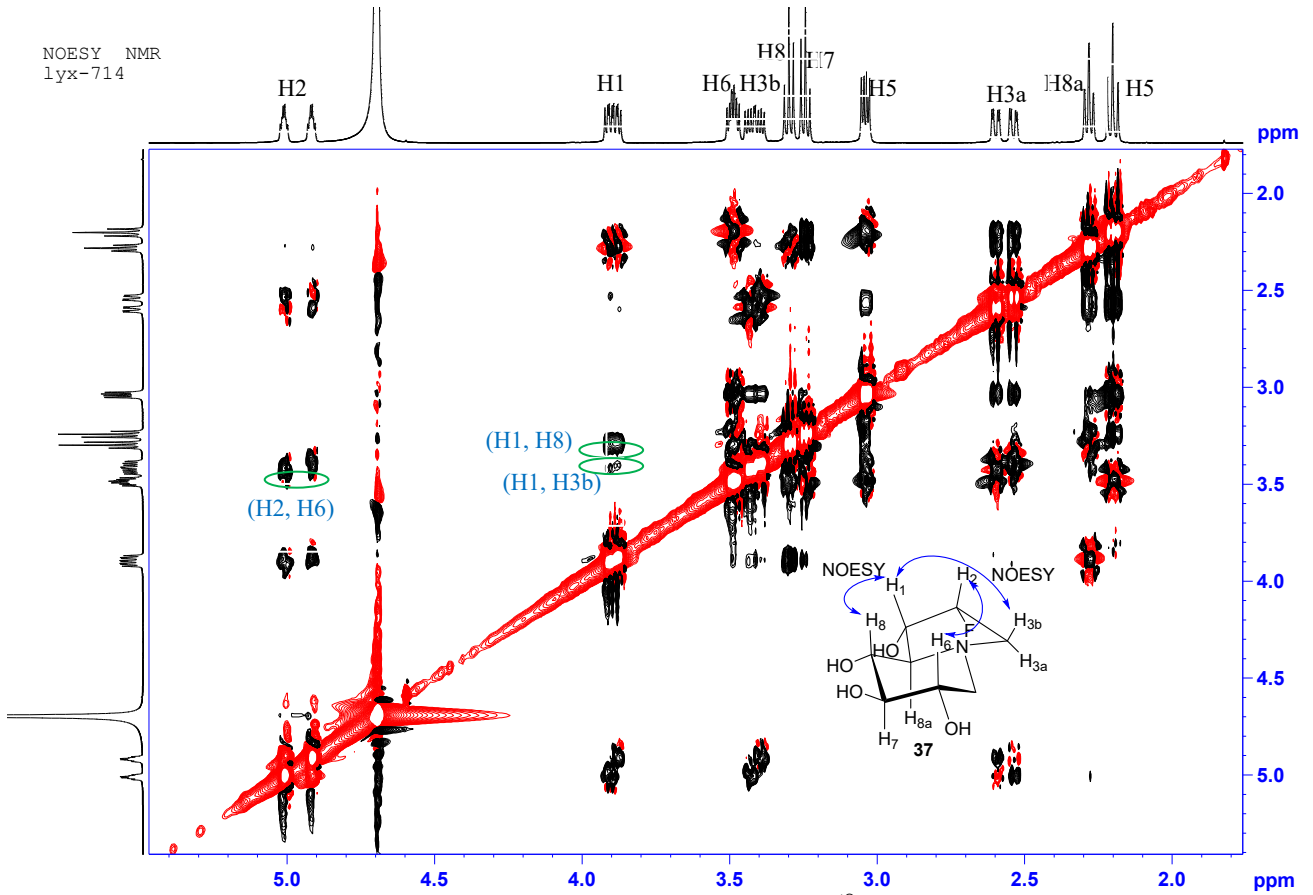 NOESY NMR
lyx-714
H2
H1
H6
H3b
H8
H7
H5
H3a
H8a
H5
ppm
2.0
2.5
3.0
3.5
4.0
4.5
5.0
(H1, H8)
(H1, H3b)
(H2, H6)
NOESY
H1
H2
NOESY
H8
H3b
F
H6
HO
N
H3a
HO
HO
H8a
OH
H7
37
5.0
4.5
4.0
3.5
3.0
2.5
2.0
ppm